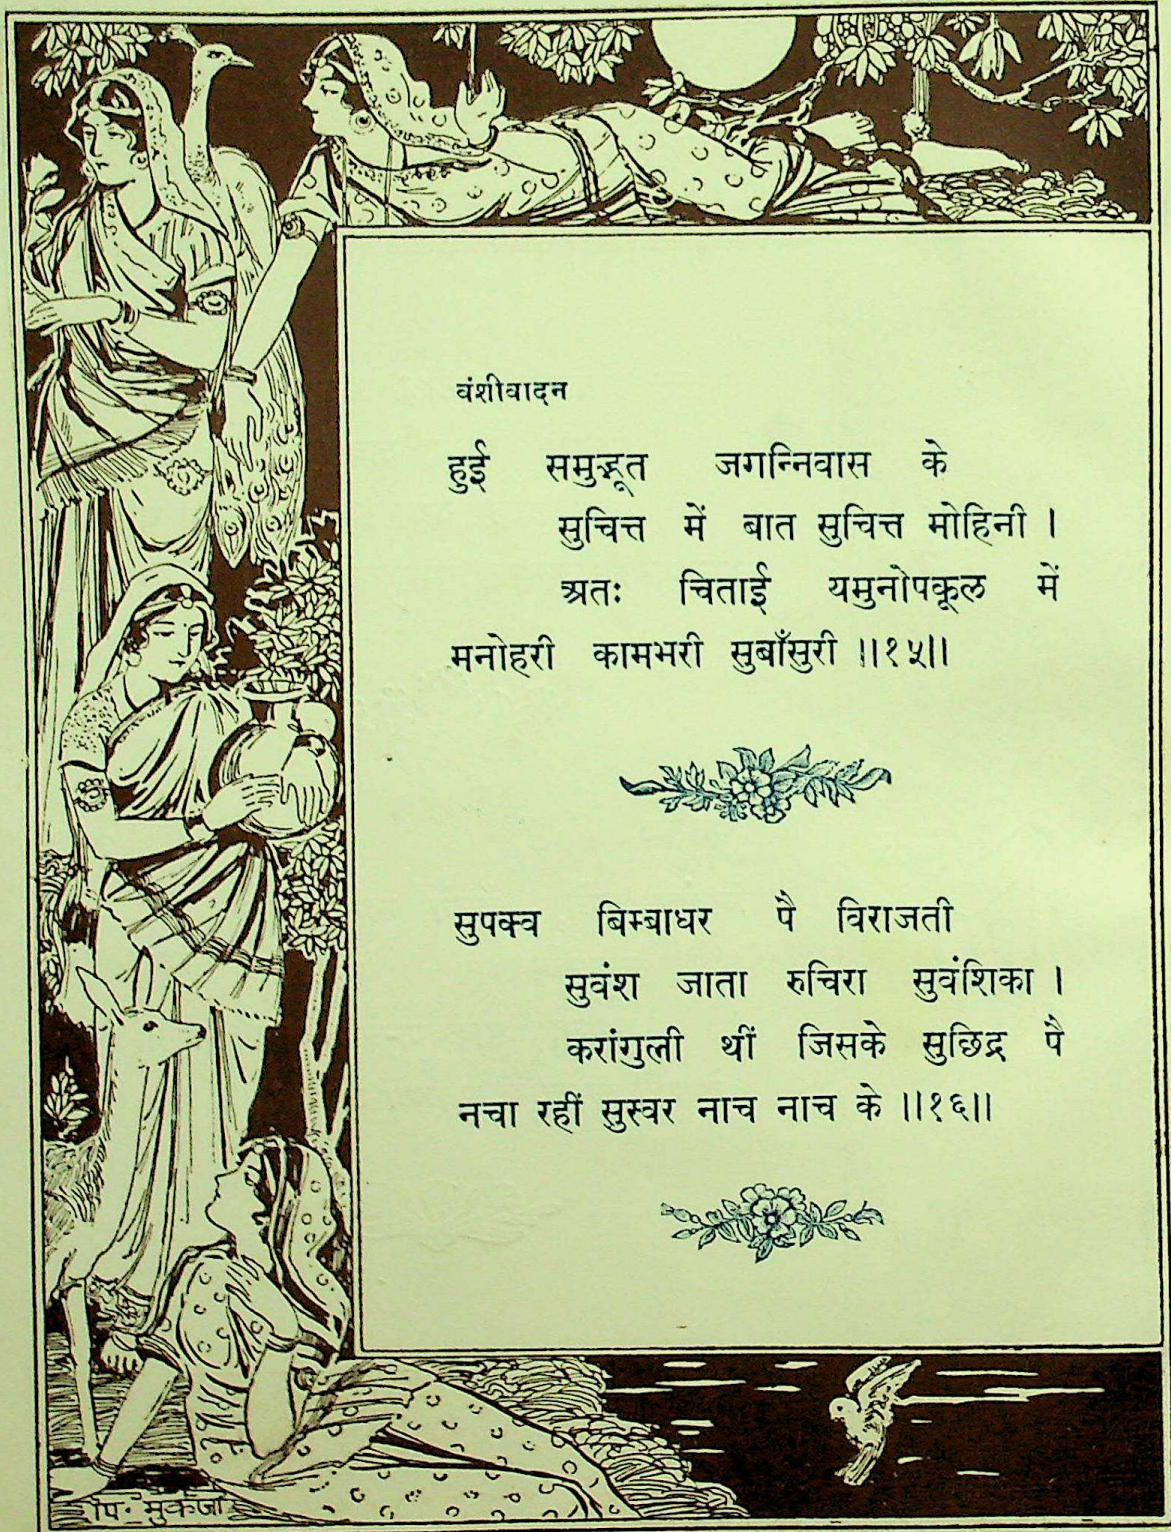 वंशीवादन
हुई समुद्भूत जगन्निवास के
सुचित्त में बात सुचित्त मोहिनी ।
अतः चिताई यमुनोपकूल में
मनोहरी कामभरी सुबाँसुरी ॥१५॥
सुपक्व बिम्बाधर पै विराजती
सुवंश जाता रुचिरा सुवंशिका ।
करांगुली थीं जिसके सुछिद्र पै
नचा रहीं सुस्वर नाच नाच के ॥१६॥
पि. मुकर्जी